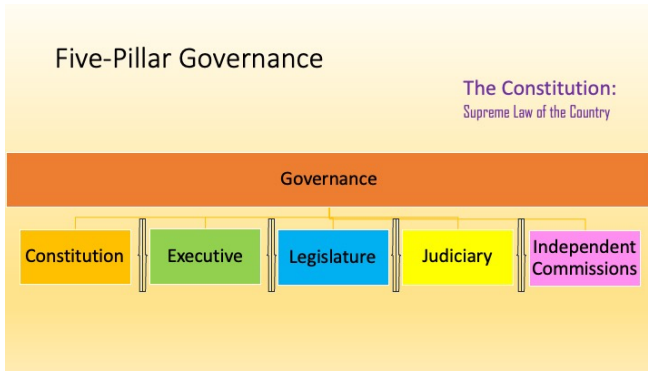 Five-Pillar Governance
The Constitution:
Supreme Law of the Country
Governance
Constitution
Executive
Legislature
Judiciary
Independent
Commissions